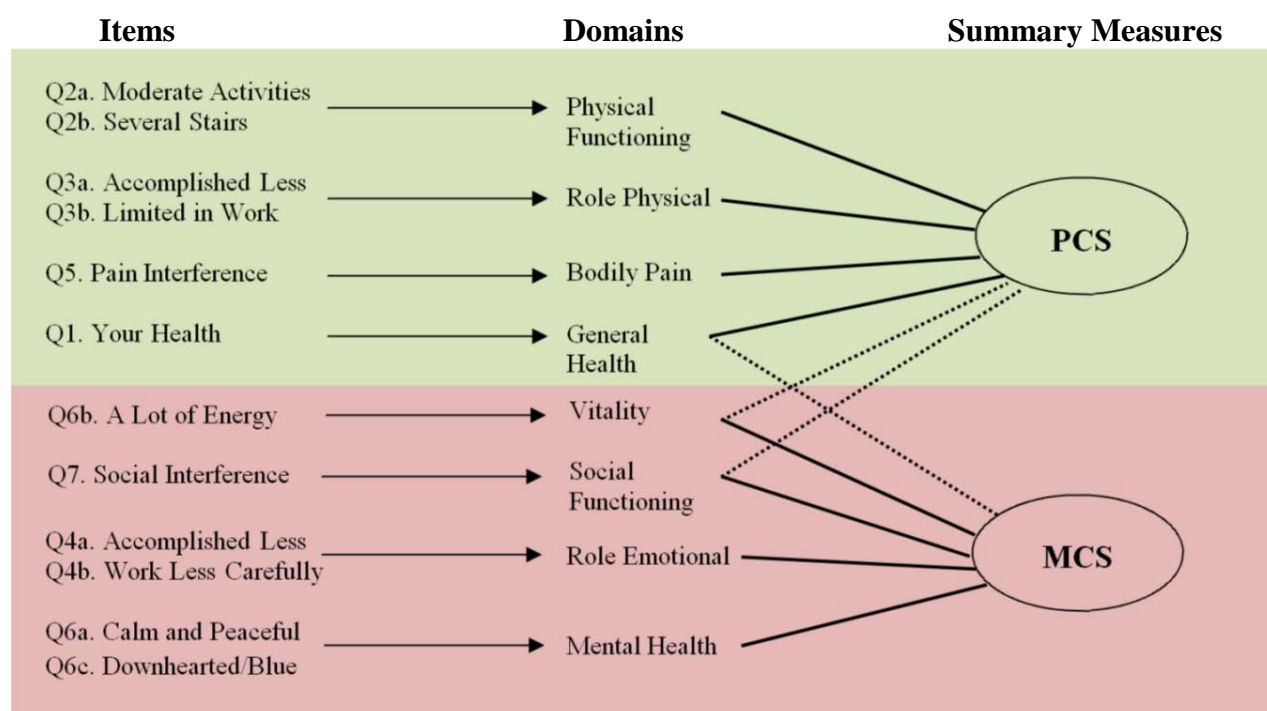 Items Domains Summary Measures
Q2a. Moderate Activities
Q2b. Several Stairs
Physical
Functioning
Q3a. Accomplished Less
Q3b. Limited in Work
Role Physical
PCS
Q5. Pain Interference
Bodily Pain
Q1. Your Health
General
Health
Q6b. A Lot of Energy
Vitality
Q7. Social Interference
Social
Functioning
Q4a. Accomplished Less
Q4b. Work Less Carefully
Role Emotional
MCS
Q6a. Calm and Peaceful
Q6c. Downhearted/Blue
Mental Health